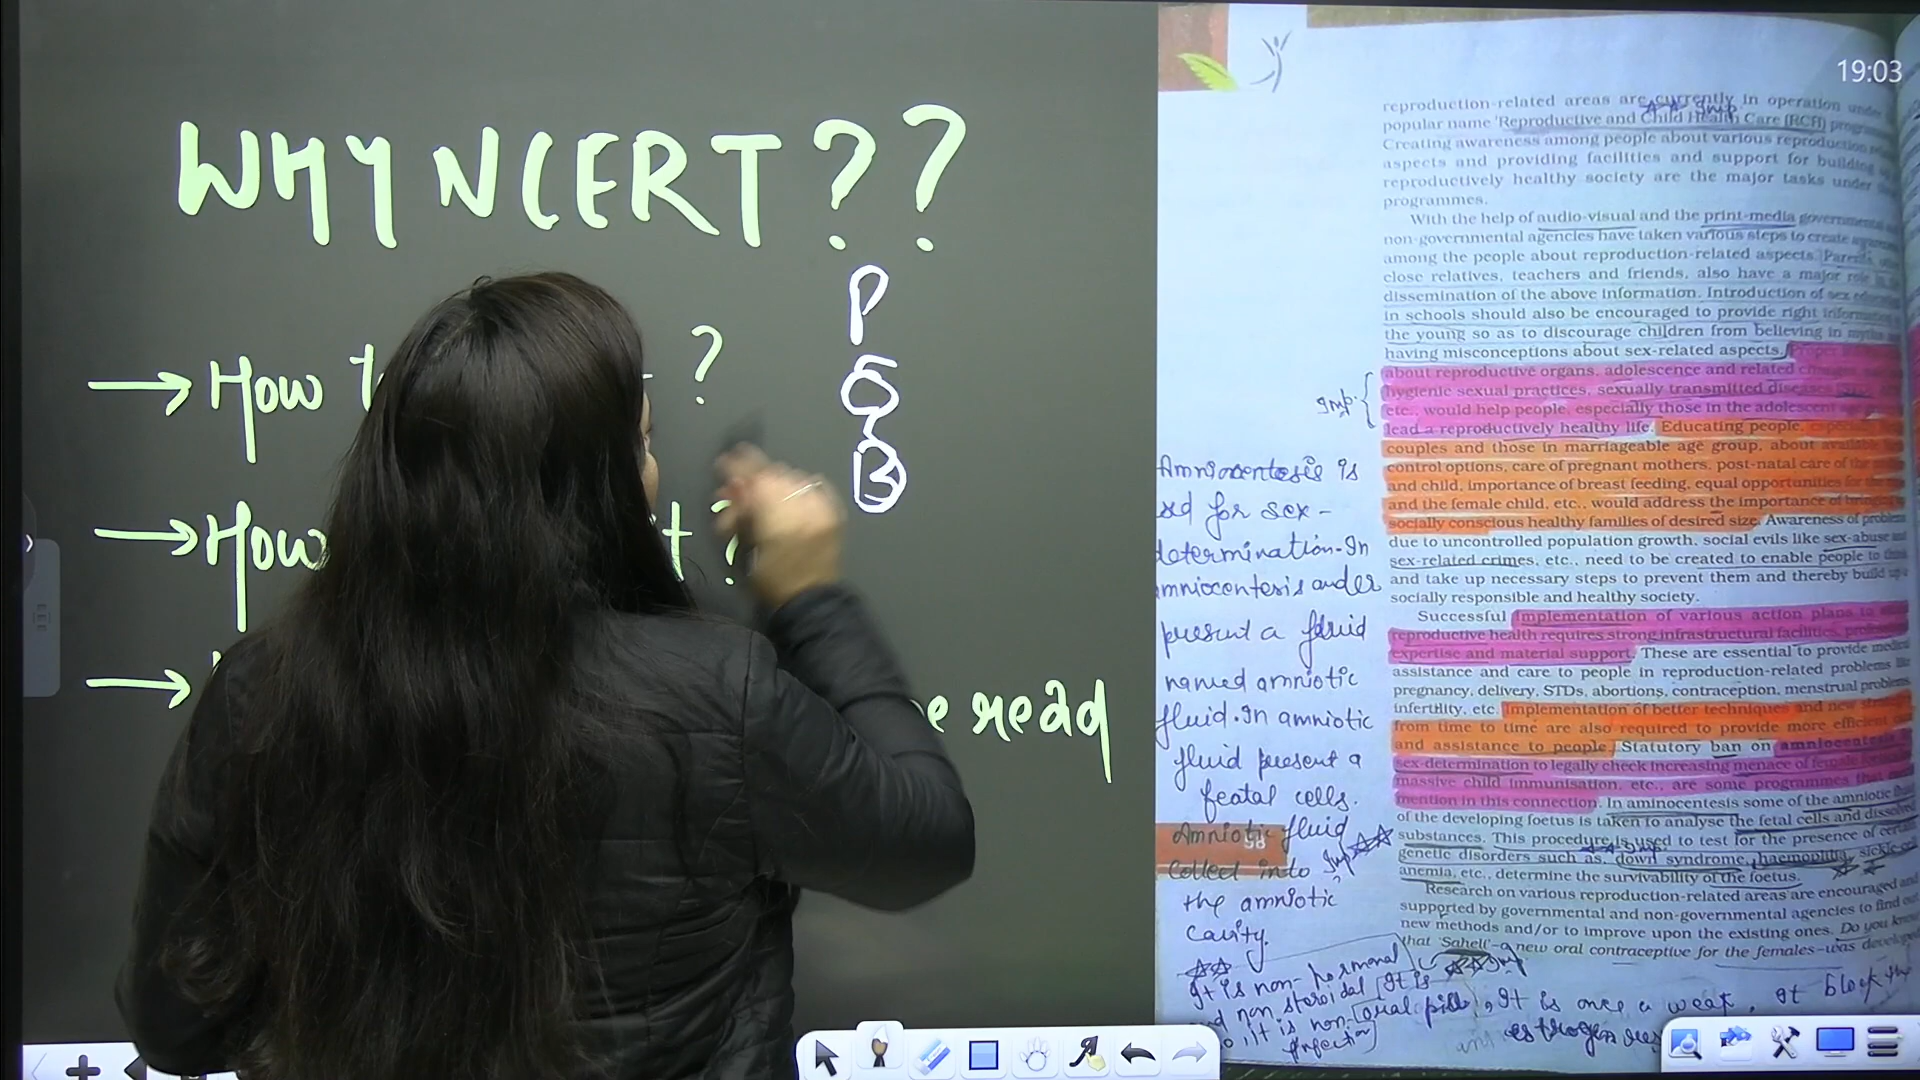 WHY NCERT ??
P
C
B
→ How ?
→ How t ?
→ read
19:03
reproduction-related areas are currently in operation under
popular name 'Reproductive and Child Health Care (RCH)
Creating awareness among people about various reproduction
aspects and providing facilities and support for building
reproductively healthy society are the major tasks under
programmes.
With the help of audio-visual and the print-media
non-governmental agencies have taken various steps to create
among the people about reproduction-related aspects. Parents,
close relatives, teachers and friends, also have a major role in
dissemination of the above information. Introduction of sex
in schools should also be encouraged to provide right
the young so as to discourage children from believing in myths
having misconceptions about sex-related aspects.
about reproductive organs, adolescence and related
hygienic sexual practices, sexually transmitted diseases
etc., would help people, especially those in the adolescent
lead a reproductively healthy life. Educating people,
couples and those in marriageable age group, about
control options, care of pregnant mothers, post-natal care of the
and child, importance of breast feeding, equal opportunities for the
and the female child, etc., would address the importance of
socially conscious healthy families of desired size. Awareness of
due to uncontrolled population growth, social evils like sex-abuse and
sex-related crimes, etc., need to be created to enable people to think
and take up necessary steps to prevent them and thereby build up a
socially responsible and healthy society.
Successful implementation of various action plans to
reproductive health requires strong infrastructural facilities,
expertise and material support. These are essential to provide medical
assistance and care to people in reproduction-related problems like
pregnancy, delivery, STDs, abortions, contraception, menstrual problems,
infertility, etc. Implementation of better techniques and new
from time to time are also required to provide more efficient
and assistance to people. Statutory ban on amniocentesis
sex-determination to legally check increasing menace of female
massive child immunisation, etc., are some programmes that
mention in this connection. In aminocentesis some of the amniotic
of the developing foetus is taken to analyse the fetal cells and dissolved
substances. This procedure is used to test for the presence of certain
genetic disorders such as, down syndrome, haemophilia, sickle-cell
anemia, etc., determine the survivability of the foetus.
Research on various reproduction-related areas are encouraged and
supported by governmental and non-governmental agencies to find out
new methods and/or to improve upon the existing ones. Do you know
that 'Saheli'–a new oral contraceptive for the females–was developed
Imp
Imp.
Amniocentesis is
for sex-
determination. In
present a fluid
named amniotic
fluid. In amniotic
fluid present a
featal cells.
Amniotic fluid
into
the amniotic
cavity.
Imp
98
Imp
It is non-hormonal
non steroidal It is
it is non oral pills, It is once a week. It block the